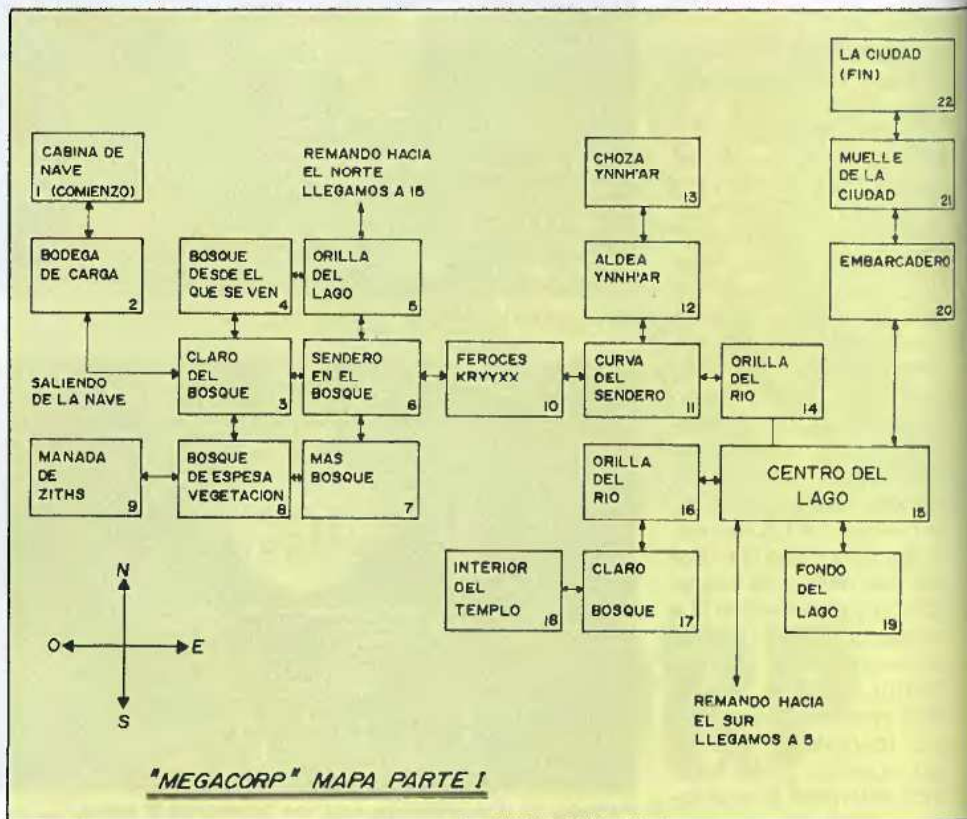 LA CIUDAD
(FIN)
22
CABINA DE
NAVE
1 (COMIENZO)
REMANDO HACIA
EL NORTE
LLEGAMOS A 15
CHOZA
YNNH'AR
13
MUELLE
DE LA
CIUDAD
21
BODEGA
DE CARGA
2
BOSQUE
DESDE EL
QUE SE VEN
4
ORILLA
DEL
LAGO
5
ALDEA
YNNH'AR
12
EMBARCADERO
20
SALIENDO
DE LA NAVE
CLARO
DEL
BOSQUE
3
SENDERO
EN EL
BOSQUE
6
FEROCES
KRYYXX
10
CURVA
DEL
SENDERO
11
ORILLA
DEL
RIO
14
MANADA
DE
ZITHS
9
BOSQUE
DE ESPESA
VEGETACION
8
MAS
BOSQUE
7
ORILLA
DEL
RIO
16
CENTRO DEL
LAGO
15
INTERIOR
DEL
TEMPLO
18
CLARO
BOSQUE
17
FONDO
DEL
LAGO
19
N
O
E
S
REMANDO HACIA
EL SUR
LLEGAMOS A 5
"MEGACORP" MAPA PARTE I